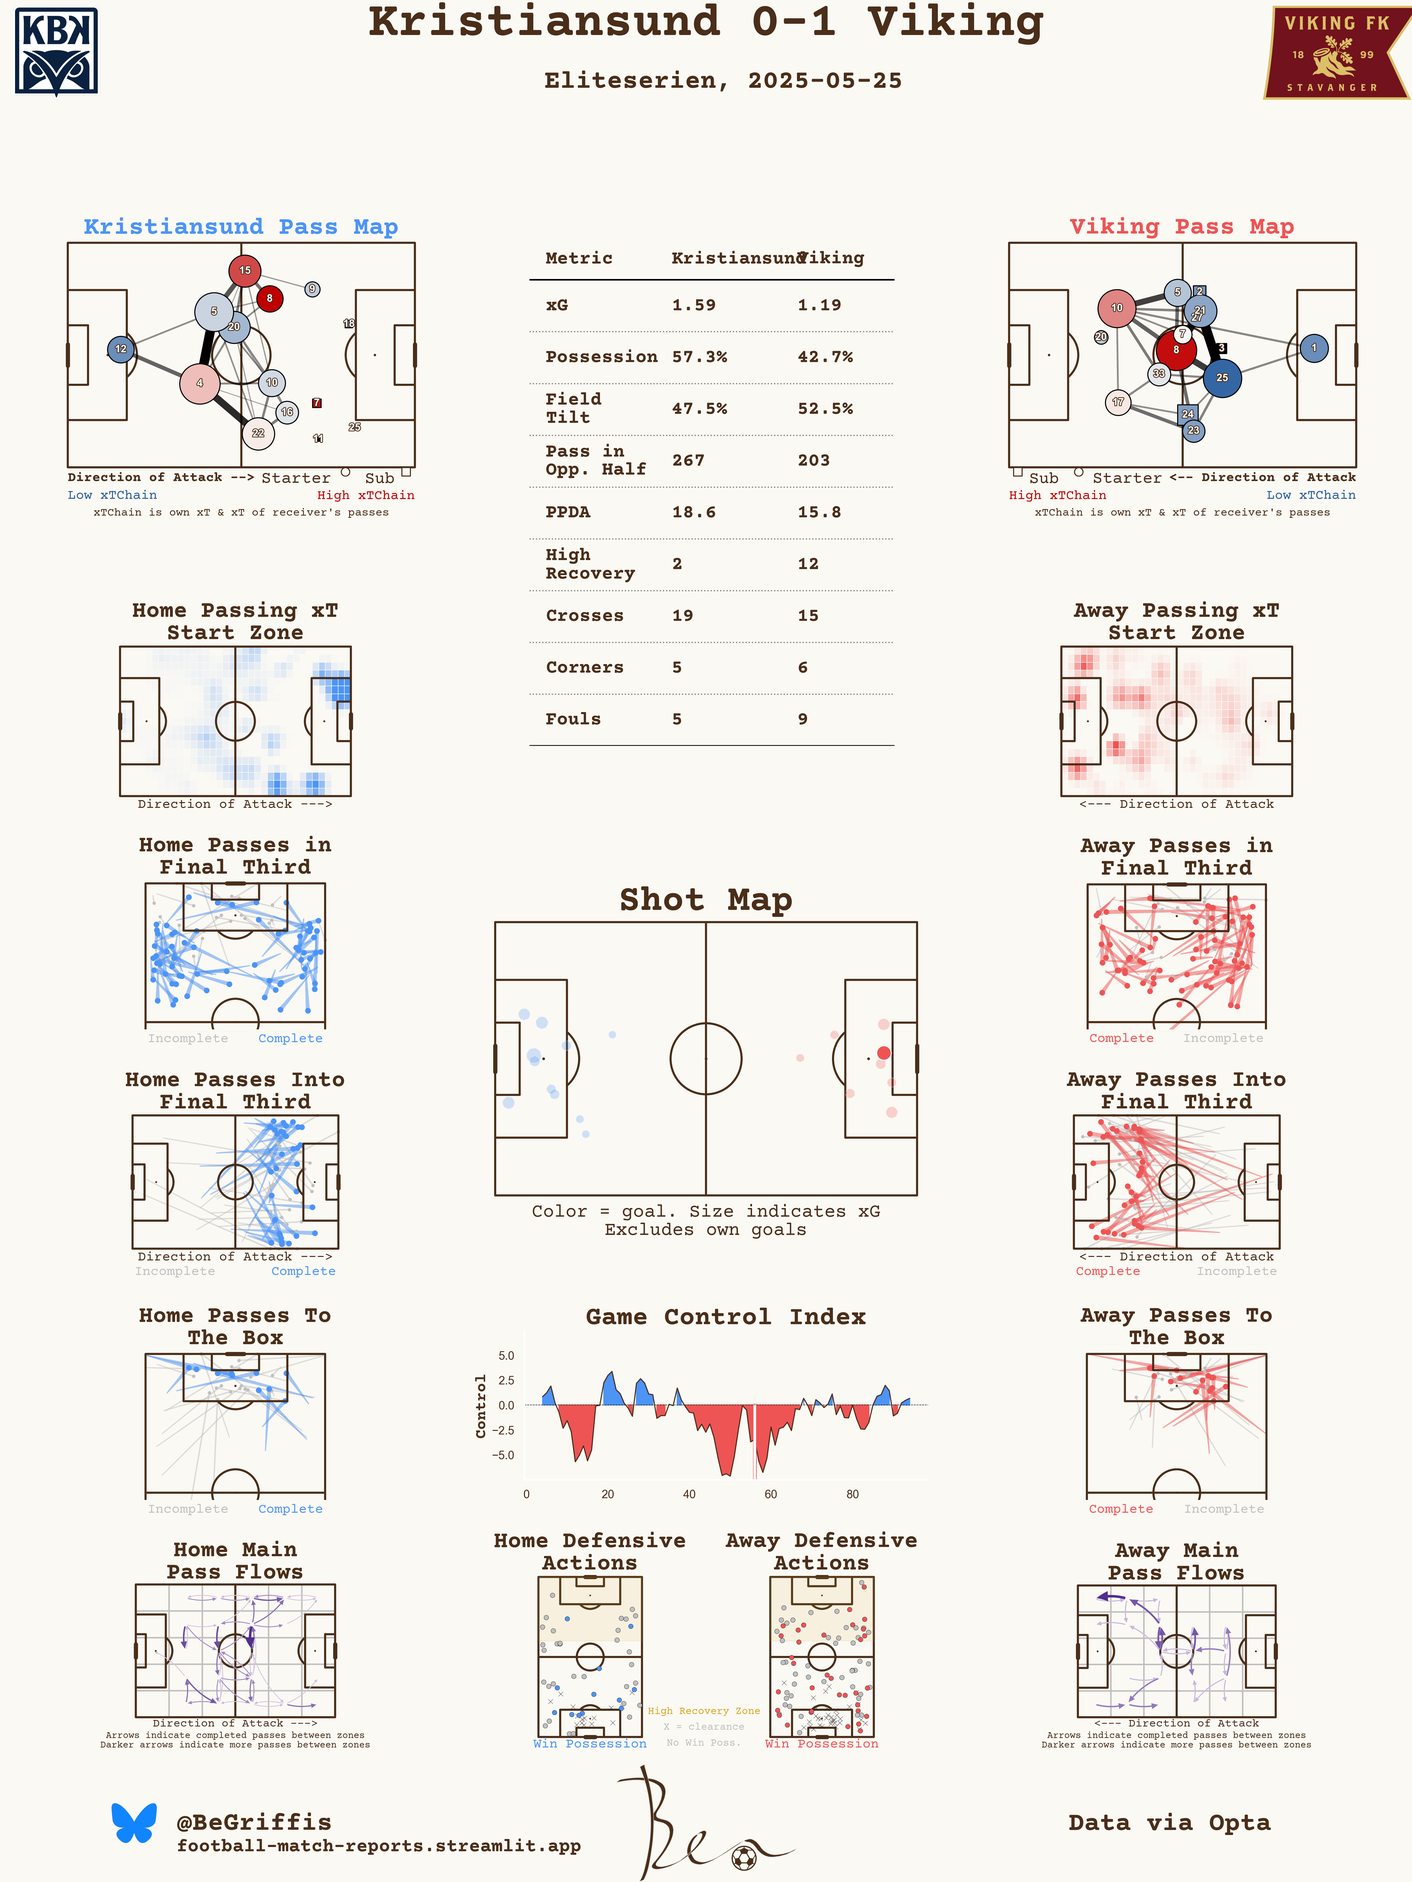 Kristiansund 0-1 Viking
Eliteserien, 2025-05-25
KBK
VIKING FK
18 99
STAVANGER
Kristiansund Pass Map
15
9
8
5
20
18
12
4
10
7
16
22
25
11
Direction of Attack --> Starter Sub
Low xTChain High xTChain
xTChain is own xT & xT of receiver's passes
Metric Kristiansund Viking
xG 1.59 1.19
Possession 57.3% 42.7%
Field
Tilt 47.5% 52.5%
Pass in
Opp. Half 267 203
PPDA 18.6 15.8
High
Recovery 2 12
Crosses 19 15
Corners 5 6
Fouls 5 9
Viking Pass Map
5
2
10
21
27
20
7
8
3
1
33
25
17
24
23
Sub Starter <-- Direction of Attack
High xTChain Low xTChain
xTChain is own xT & xT of receiver's passes
Home Passing xT
Start Zone
Direction of Attack --->
Away Passing xT
Start Zone
<--- Direction of Attack
Home Passes in
Final Third
Incomplete Complete
Away Passes in
Final Third
Complete Incomplete
Shot Map
Color = goal. Size indicates xG
Excludes own goals
Home Passes Into
Final Third
Direction of Attack --->
Incomplete Complete
Away Passes Into
Final Third
<--- Direction of Attack
Complete Incomplete
Home Passes To
The Box
Incomplete Complete
Game Control Index
Control
5.0
2.5
0.0
−2.5
−5.0
0 20 40 60 80
Away Passes To
The Box
Complete Incomplete
Home Main
Pass Flows
Direction of Attack --->
Arrows indicate completed passes between zones
Darker arrows indicate more passes between zones
Home Defensive
Actions
Win Possession
Away Defensive
Actions
Win Possession
High Recovery Zone
X = clearance
No Win Poss.
Away Main
Pass Flows
<--- Direction of Attack
Arrows indicate completed passes between zones
Darker arrows indicate more passes between zones
@BeGriffis
football-match-reports.streamlit.app
Ben
Data via Opta